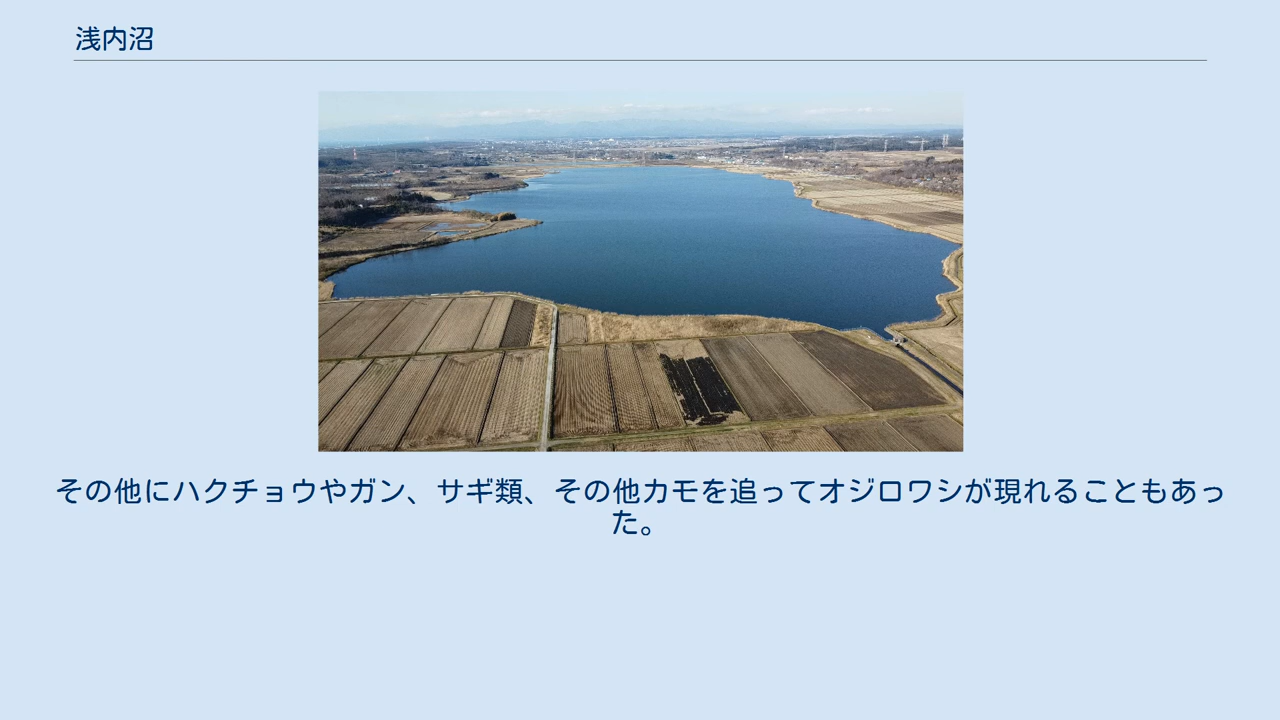 浅内沼
その他にハクチョウやガン、サギ類、その他カモを追ってオジロワシが現れることもあっ
た。